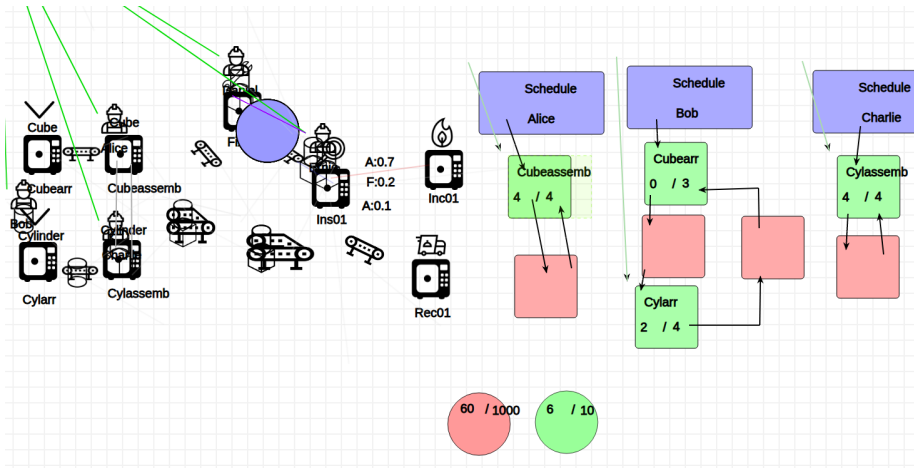 Cube
Cube
Alice
Cubearr
Cubeassemb
Bob
Cylinder
Cylinder
Charlie
Cylarr
Cylassemb
Daniel
Ins01
A:0.7
F:0.2
A:0.1
Inc01
Rec01
Schedule
Alice
Cubeassemb
4 / 4
Schedule
Bob
Cubearr
0 / 3
Cylarr
2 / 4
Schedule
Charlie
Cylassemb
4 / 4
60 / 1000
6 / 10